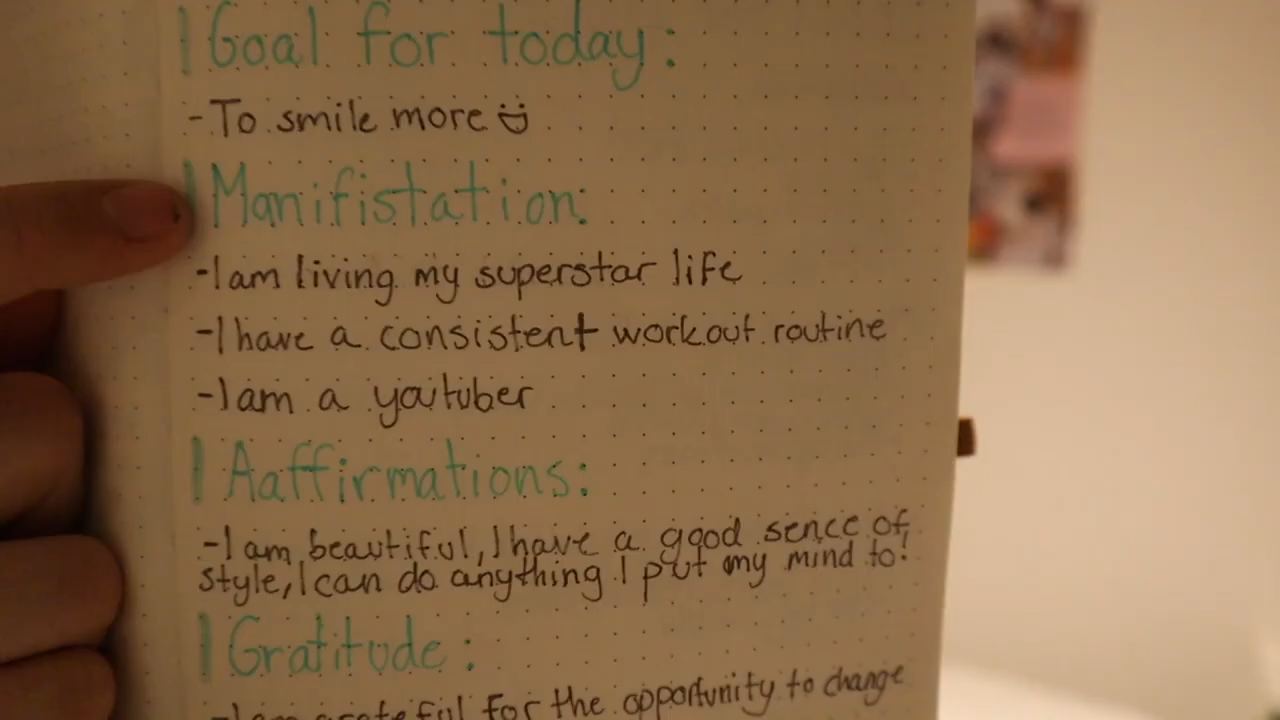 Goal for today:
-To smile more
Manifistation:
-I am living my superstar life
-I have a consistent workout routine
-I am a youtuber
Aaffirmations:
-I am beautiful, I have a good sence of
style, I can do anything I put my mind to!
Gratitude:
-I am grateful for the opportunity to change